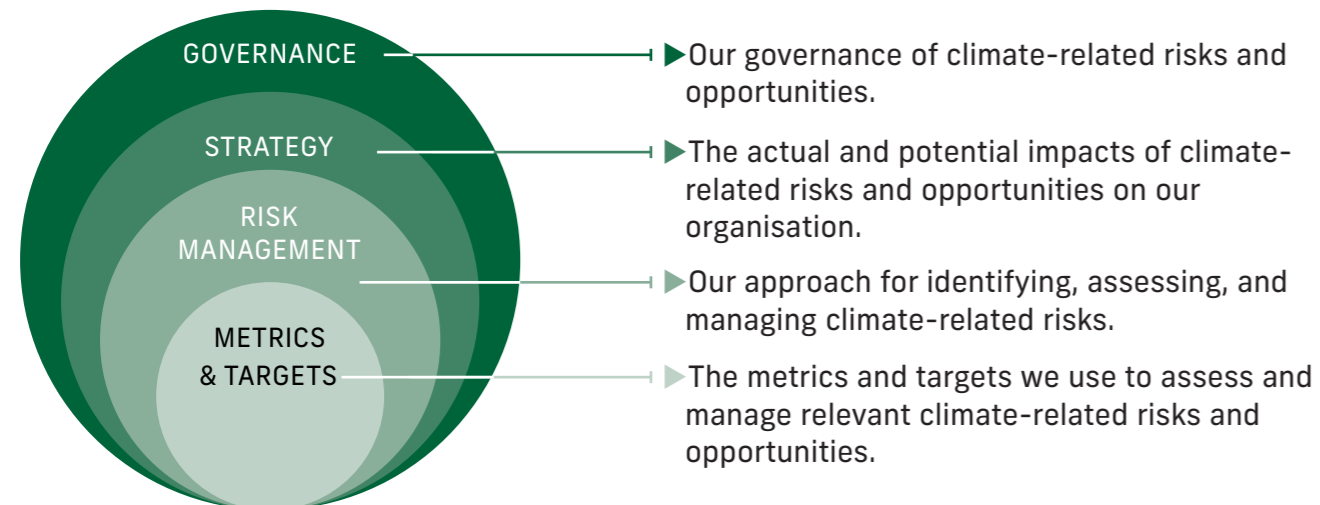 GOVERNANCE
Our governance of climate-related risks and
opportunities.
STRATEGY
The actual and potential impacts of climate-
related risks and opportunities on our
organisation.
RISK
MANAGEMENT
Our approach for identifying, assessing, and
managing climate-related risks.
METRICS
& TARGETS
The metrics and targets we use to assess and
manage relevant climate-related risks and
opportunities.